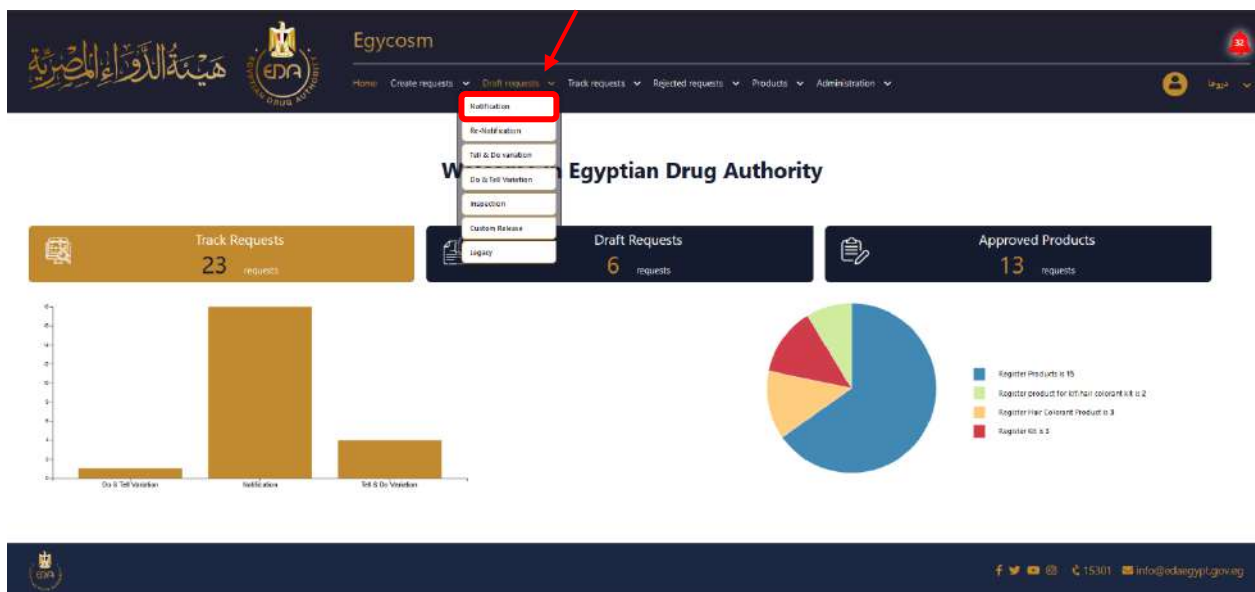 هيئة الدواء المصرية
EDA
EGYPTIAN DRUG AUTHORITY
Egycosm
32
Home Create requests Draft requests Track requests Rejected requests Products Administration
Notification
Re-Notification
Tell & Do variation
Do & Tell Variation
Inspection
Custom Release
Legacy
Egyptian Drug Authority
Track Requests
23 requests
Draft Requests
6 requests
Approved Products
13 requests
Do & Tell Variation Notification Tell & Do Variation
Register Products is 15
Register product for kit/hair colorant kit is 2
Register Hair Colorant Product is 3
Register Kit is 3
EDA
15301 info@edaegypt.gov.eg